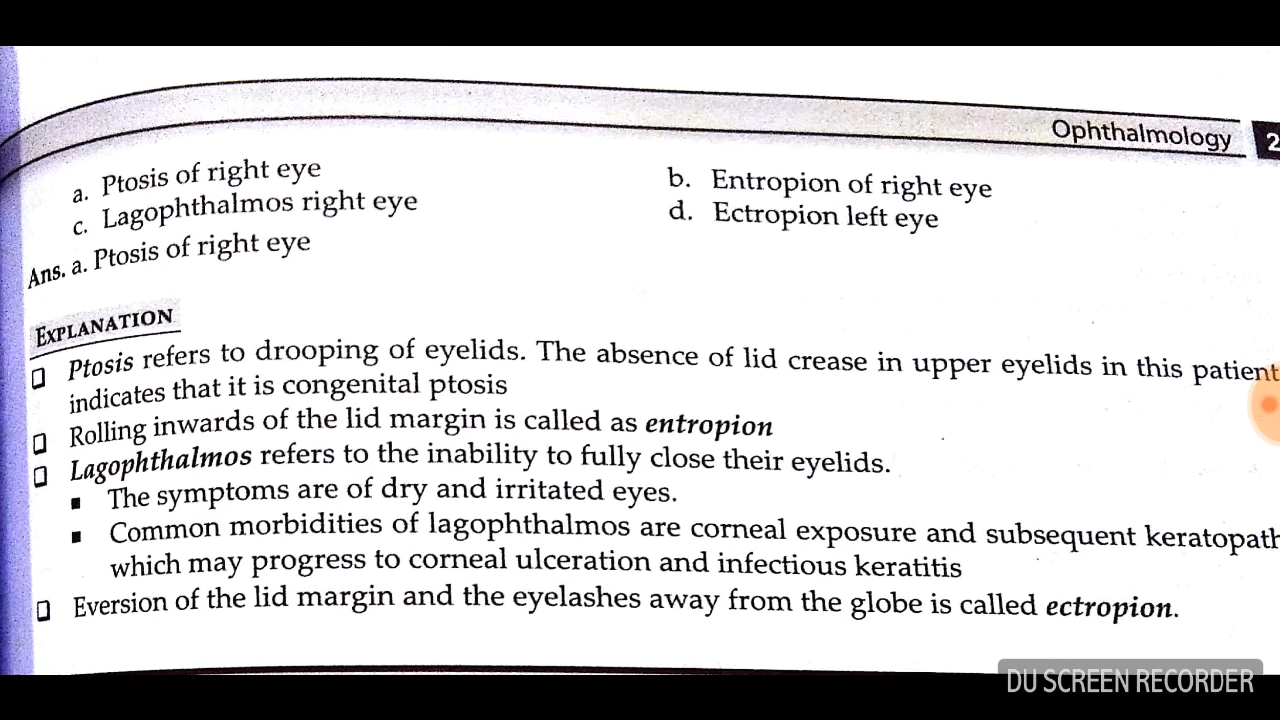 Ophthalmology 2
a. Ptosis of right eye
b. Entropion of right eye
c. Lagophthalmos right eye
d. Ectropion left eye
Ans. a. Ptosis of right eye
EXPLANATION
Ptosis refers to drooping of eyelids. The absence of lid crease in upper eyelids in this patient
indicates that it is congenital ptosis
Rolling inwards of the lid margin is called as entropion
Lagophthalmos refers to the inability to fully close their eyelids.
The symptoms are of dry and irritated eyes.
Common morbidities of lagophthalmos are corneal exposure and subsequent keratopath
which may progress to corneal ulceration and infectious keratitis
Eversion of the lid margin and the eyelashes away from the globe is called ectropion.
DU SCREEN RECORDER